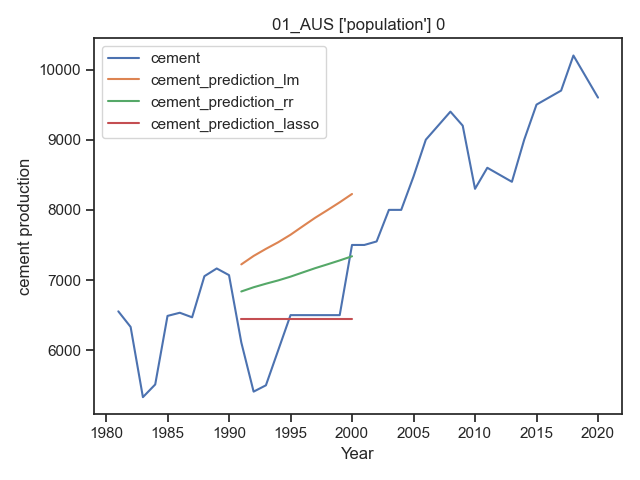 01_AUS ['population'] 0
cement
cement_prediction_lm
cement_prediction_rr
cement_prediction_lasso
cement production
10000
9000
8000
7000
6000
1980 1985 1990 1995 2000 2005 2010 2015 2020
Year